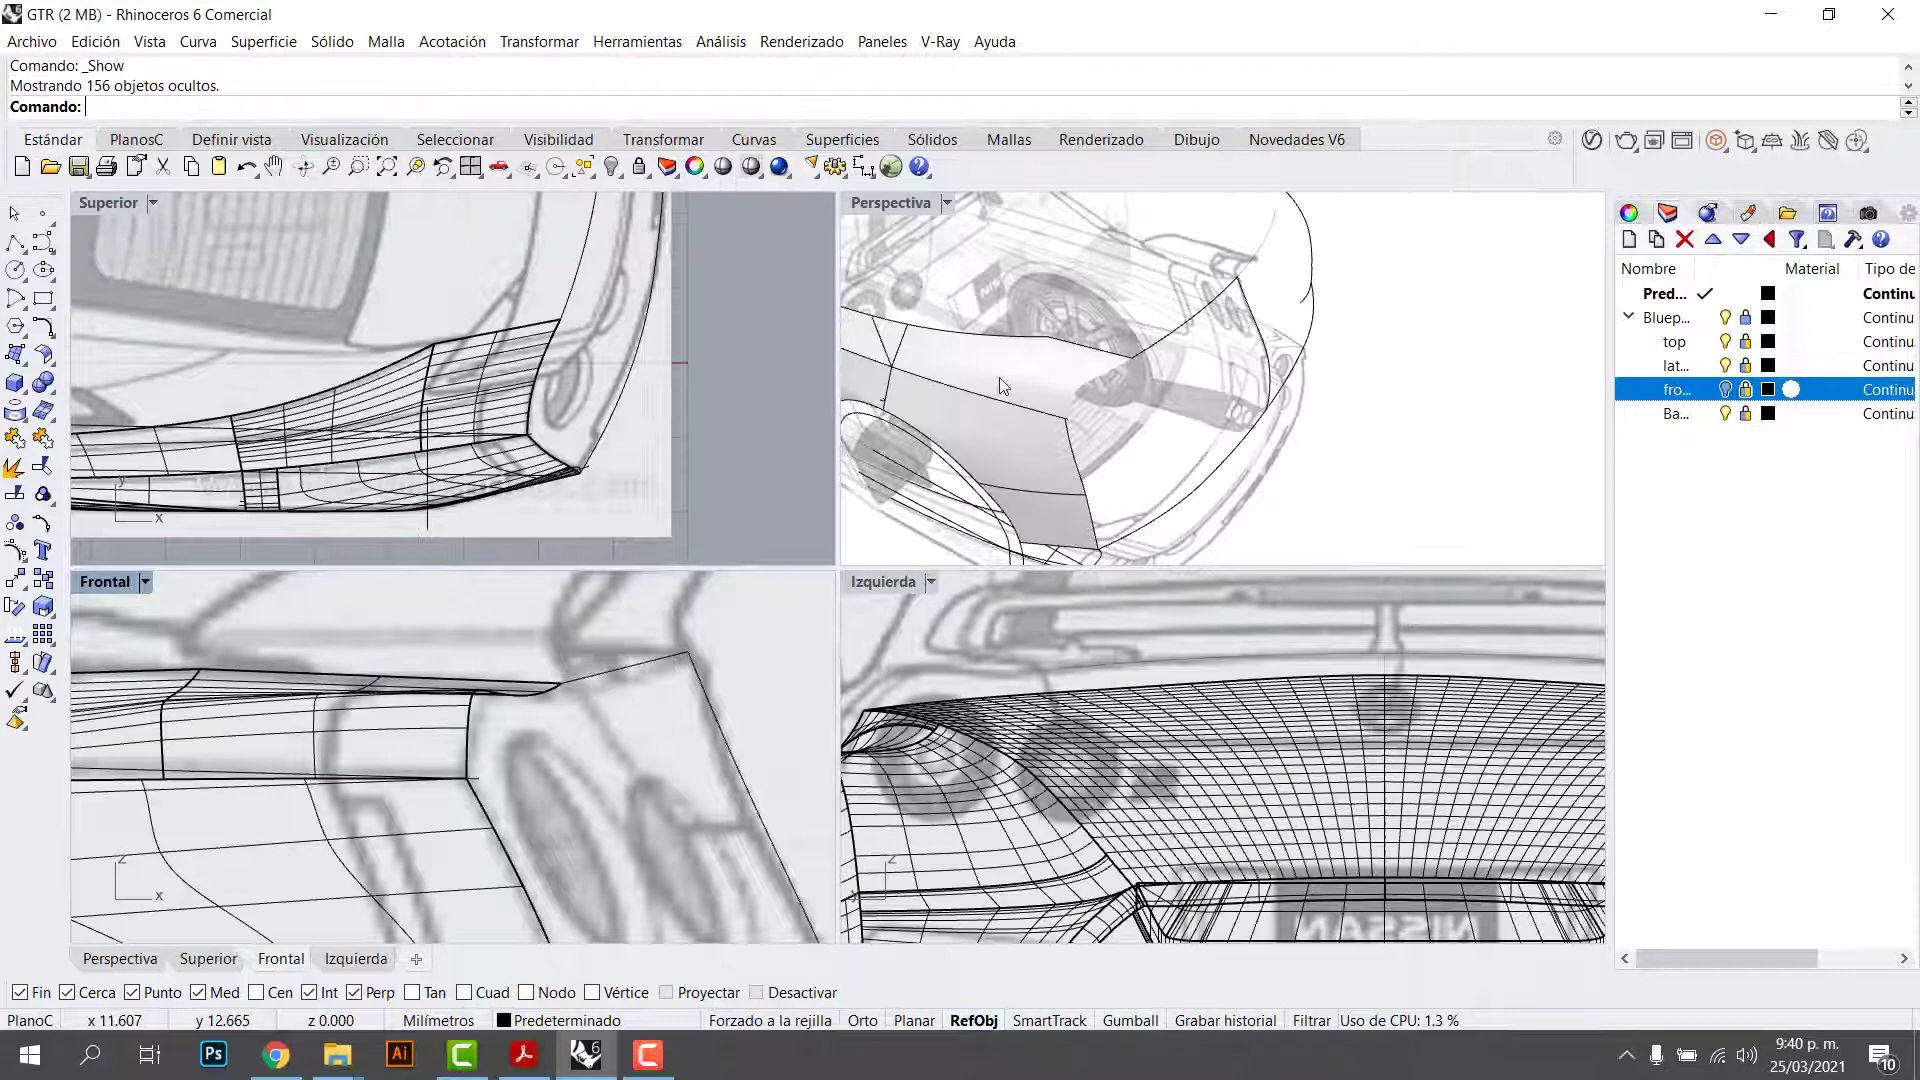 GTR (2 MB) - Rhinoceros 6 Comercial
Archivo Edición Vista Curva Superficie Sólido Malla Acotación Transformar Herramientas Análisis Renderizado Paneles V-Ray Ayuda
Comando: _Show
Mostrando 156 objetos ocultos.
Comando:
Estándar PlanosC Definir vista Visualización Seleccionar Visibilidad Transformar Curvas Superficies Sólidos Mallas Renderizado Dibujo Novedades V6
Superior
Perspectiva
Nombre Material Tipo de
Pred... Continu
Bluep... Continu
top Continu
lat... Continu
fro... Continu
Ba... Continu
y
x
Frontal
Izquierda
z
x
z
y
NISSAN
Perspectiva Superior Frontal Izquierda
Fin Cerca Punto Med Cen Int Perp Tan Cuad Nodo Vértice Proyectar Desactivar
PlanoC x 11.607 y 12.665 z 0.000 Milímetros Predeterminado Forzado a la rejilla Orto Planar RefObj SmartTrack Gumball Grabar historial Filtrar Uso de CPU: 1.3 %
Ps Ai 6
9:40 p. m.
25/03/2021
10